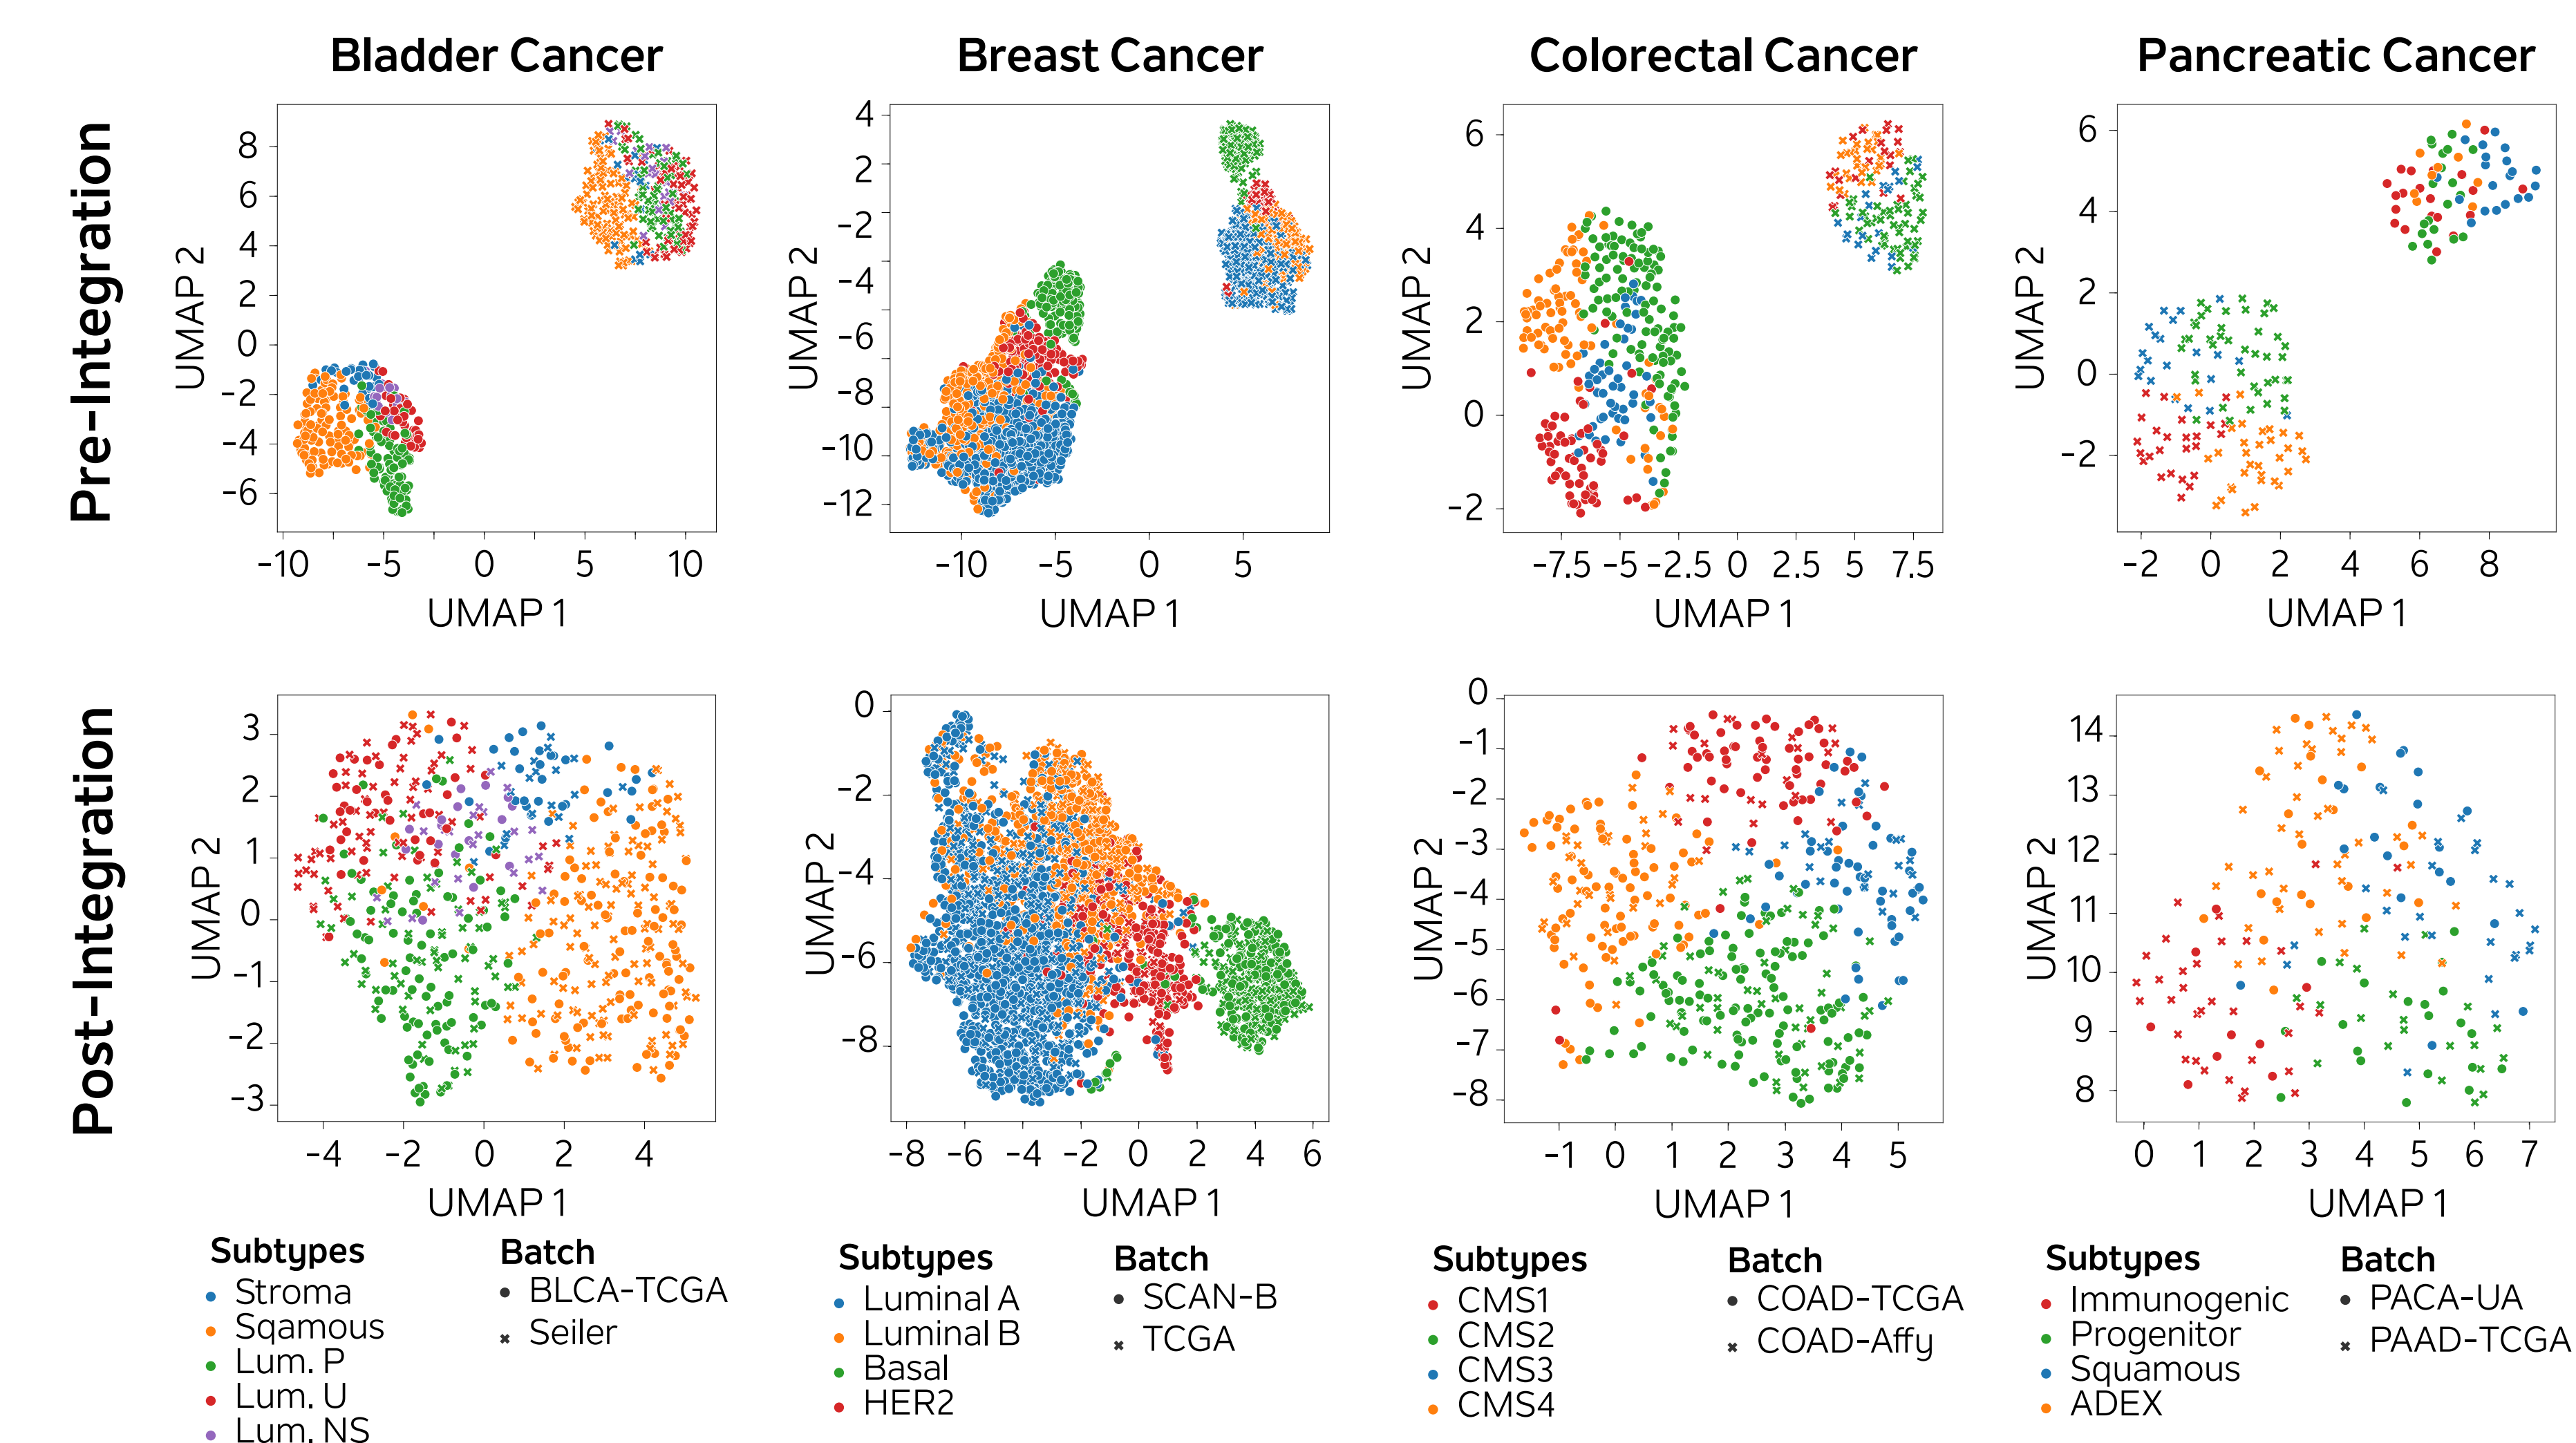 Bladder Cancer
Breast Cancer
Colorectal Cancer
Pancreatic Cancer
Pre-Integration
UMAP 2
8
6
4
2
0
-2
-4
-6
-10 -5 0 5 10
UMAP 1
UMAP 2
4
2
-2
-4
-6
-8
-10
-12
-10 -5 0 5
UMAP 1
UMAP 2
6
4
2
0
-2
-7.5 -5 -2.5 0 2.5 5 7.5
UMAP 1
UMAP 2
6
4
2
0
-2
-2 0 2 4 6 8
UMAP 1
Post-Integration
UMAP 2
3
2
1
0
-1
-2
-3
-4 -2 0 2 4
UMAP 1
UMAP 2
0
-2
-4
-6
-8
-8 -6 -4 -2 0 2 4 6
UMAP 1
UMAP 2
0
-1
-2
-3
-4
-5
-6
-7
-8
-1 0 1 2 3 4 5
UMAP 1
UMAP 2
14
13
12
11
10
9
8
0 1 2 3 4 5 6 7
UMAP 1
Subtypes
Stroma
Sqamous
Lum. P
Lum. U
Lum. NS
Batch
BLCA-TCGA
Seiler
Subtypes
Luminal A
Luminal B
Basal
HER2
Batch
SCAN-B
TCGA
Subtypes
CMS1
CMS2
CMS3
CMS4
Batch
COAD-TCGA
COAD-Affy
Subtypes
Immunogenic
Progenitor
Squamous
ADEX
Batch
PACA-UA
PAAD-TCGA